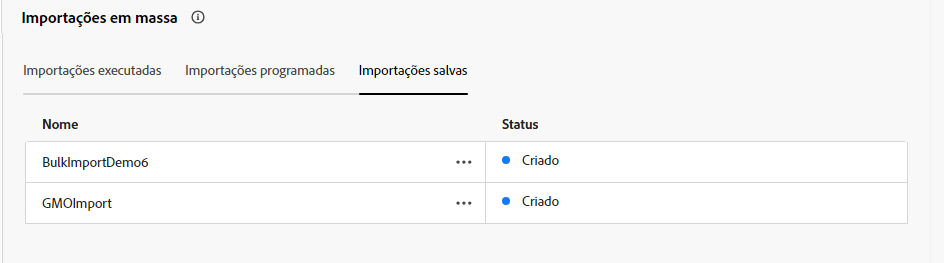 Importações em massa
Importações executadas Importações programadas Importações salvas
Nome Status
BulkImportDemo6 Criado
GMOImport Criado